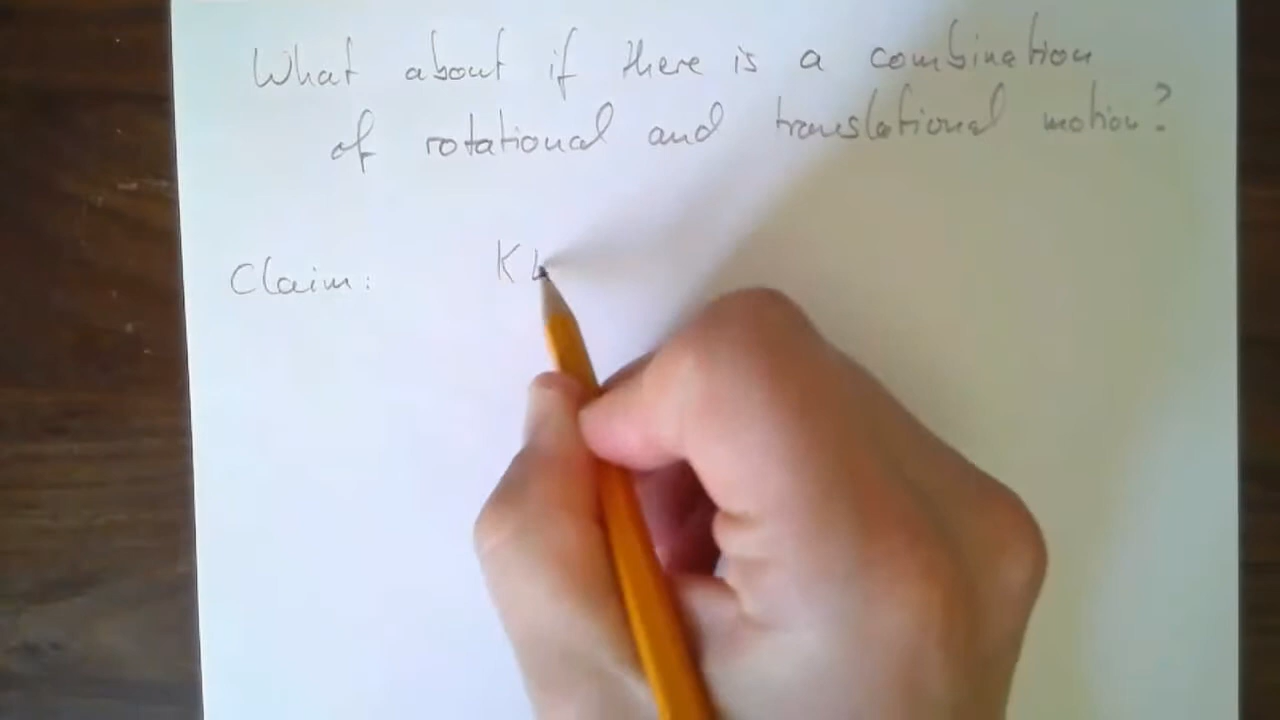 What about if there is a combination
of rotational and translational motion?
Claim: K